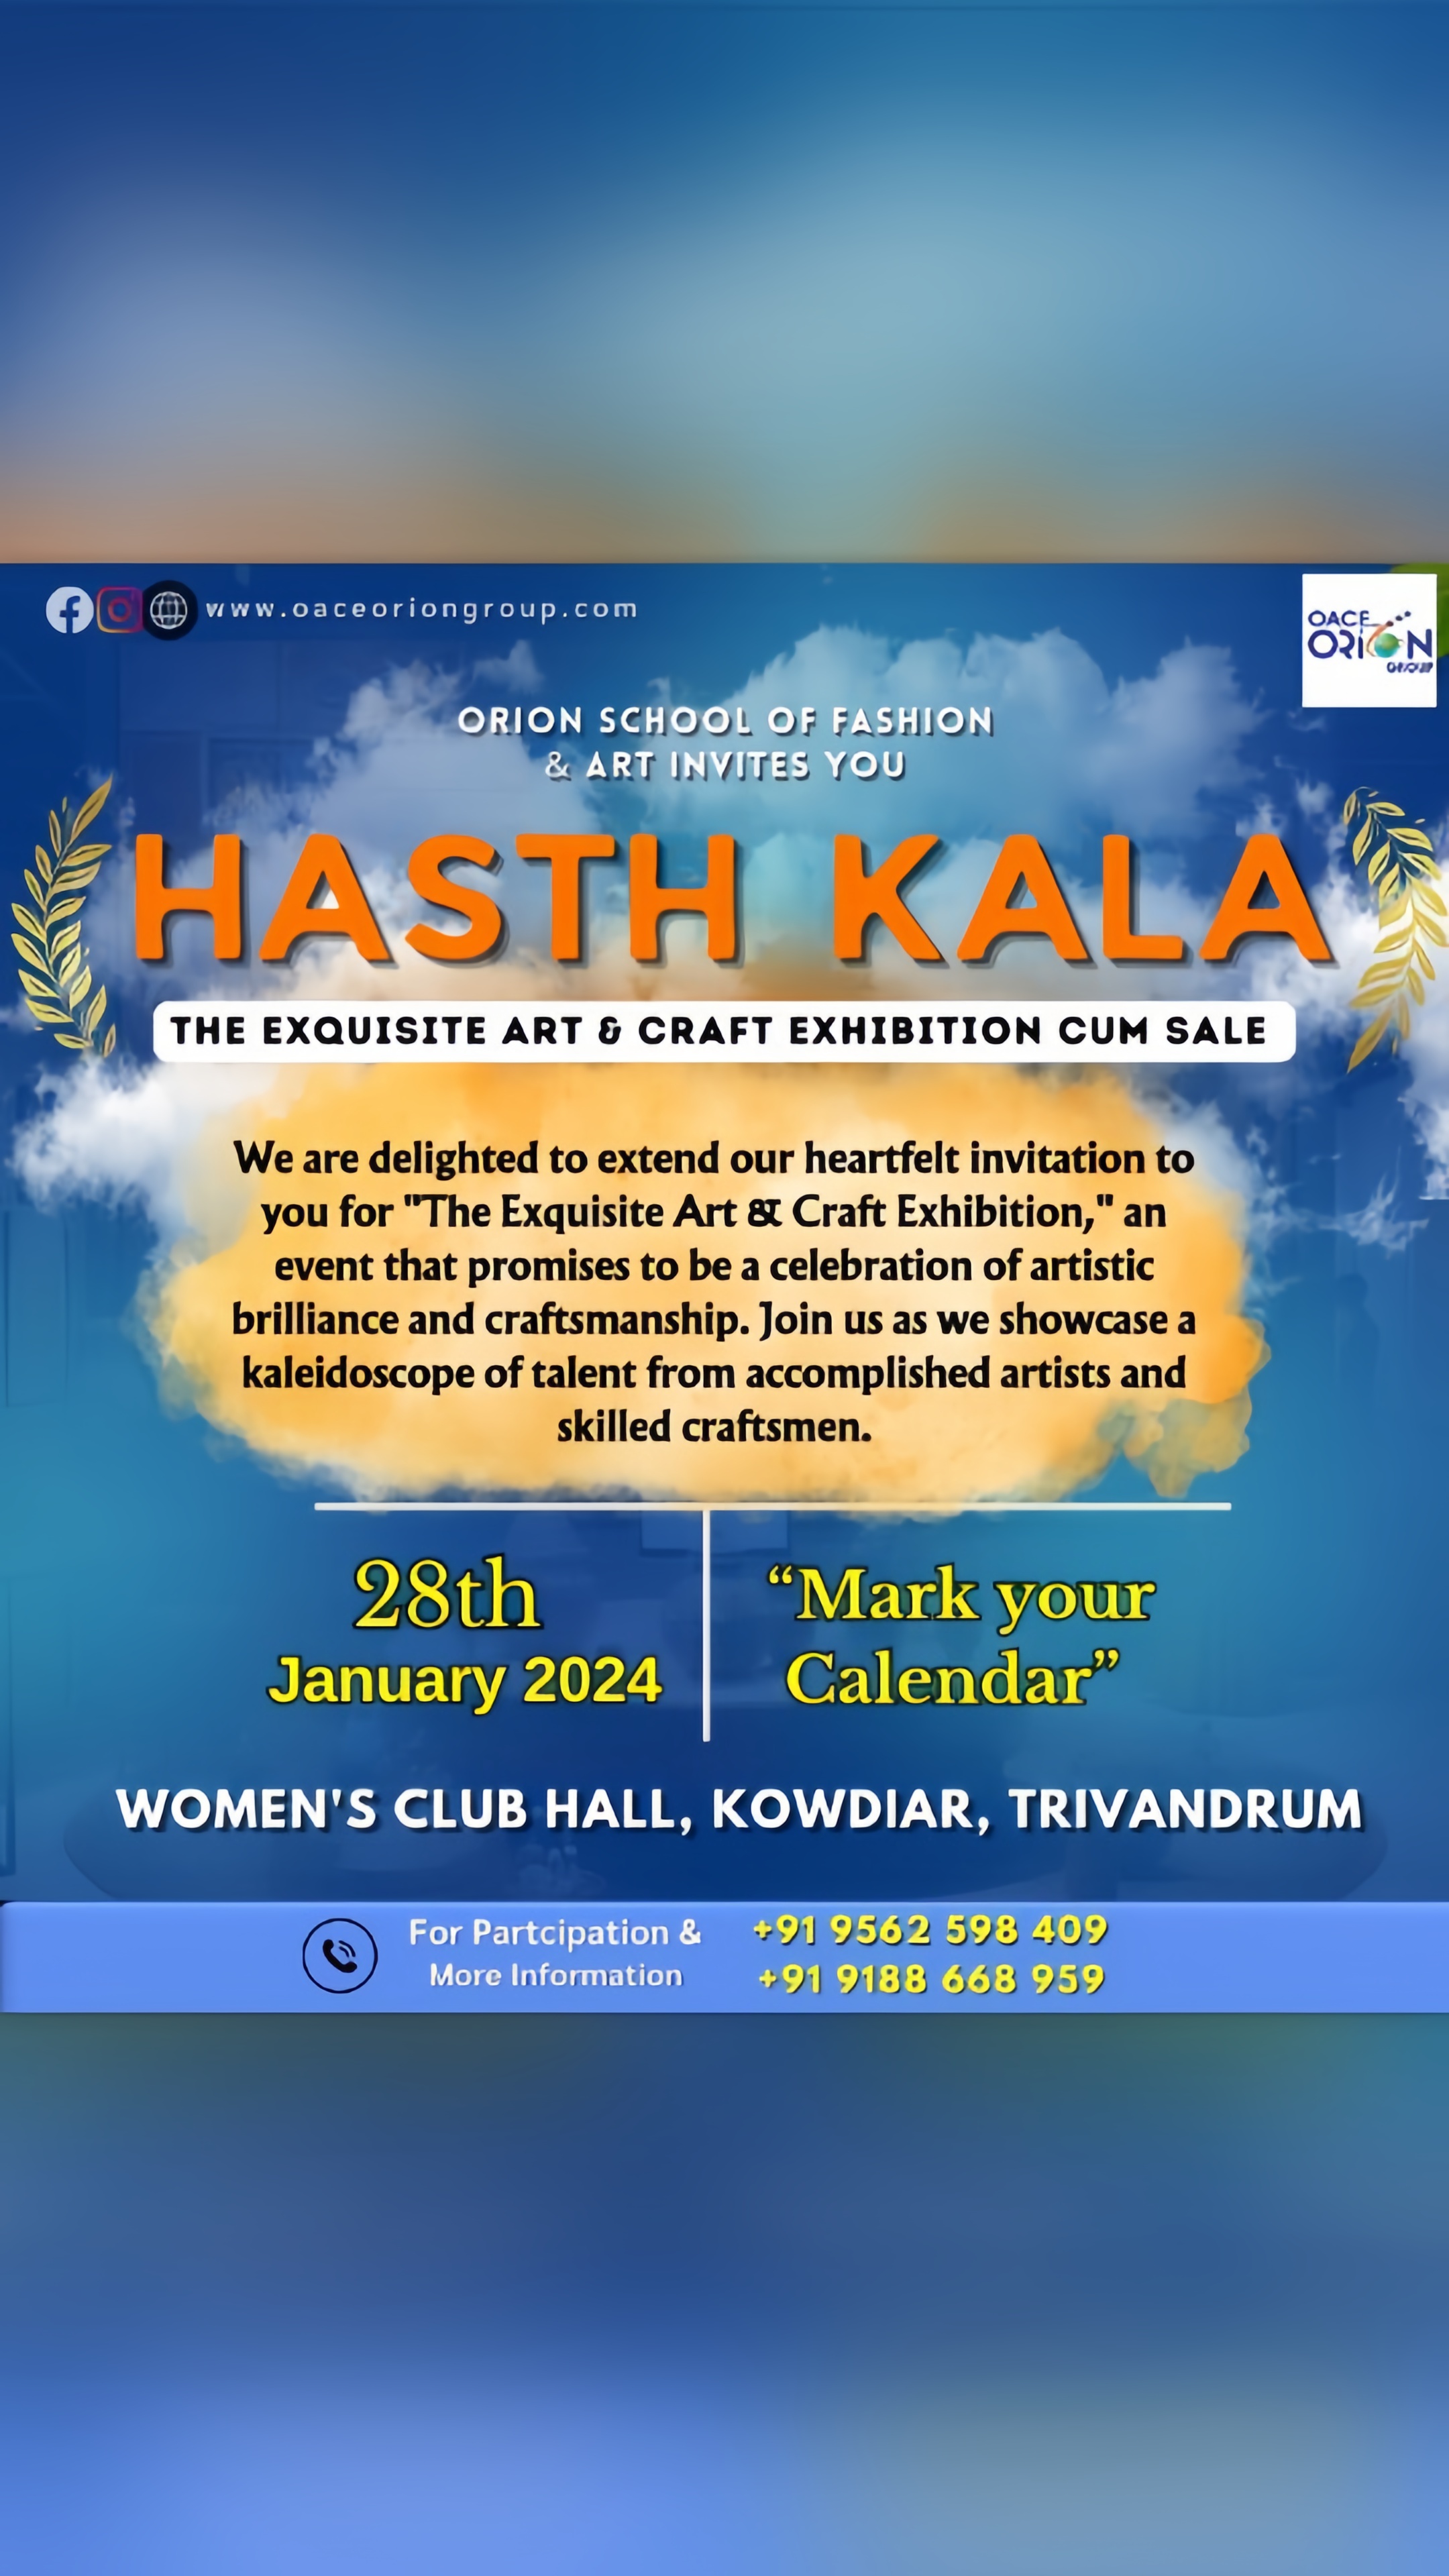 www.oaceoriongroup.com
OACE
ORION
GROUP
ORION SCHOOL OF FASHION
& ART INVITES YOU
HASTH KALA
THE EXQUISITE ART & CRAFT EXHIBITION CUM SALE
We are delighted to extend our heartfelt invitation to
you for "The Exquisite Art & Craft Exhibition," an
event that promises to be a celebration of artistic
brilliance and craftsmanship. Join us as we showcase a
kaleidoscope of talent from accomplished artists and
skilled craftsmen.
28th
January 2024
“Mark your
Calendar”
WOMEN'S CLUB HALL, KOWDIAR, TRIVANDRUM
For Partcipation &
More Information
+91 9562 598 409
+91 9188 668 959